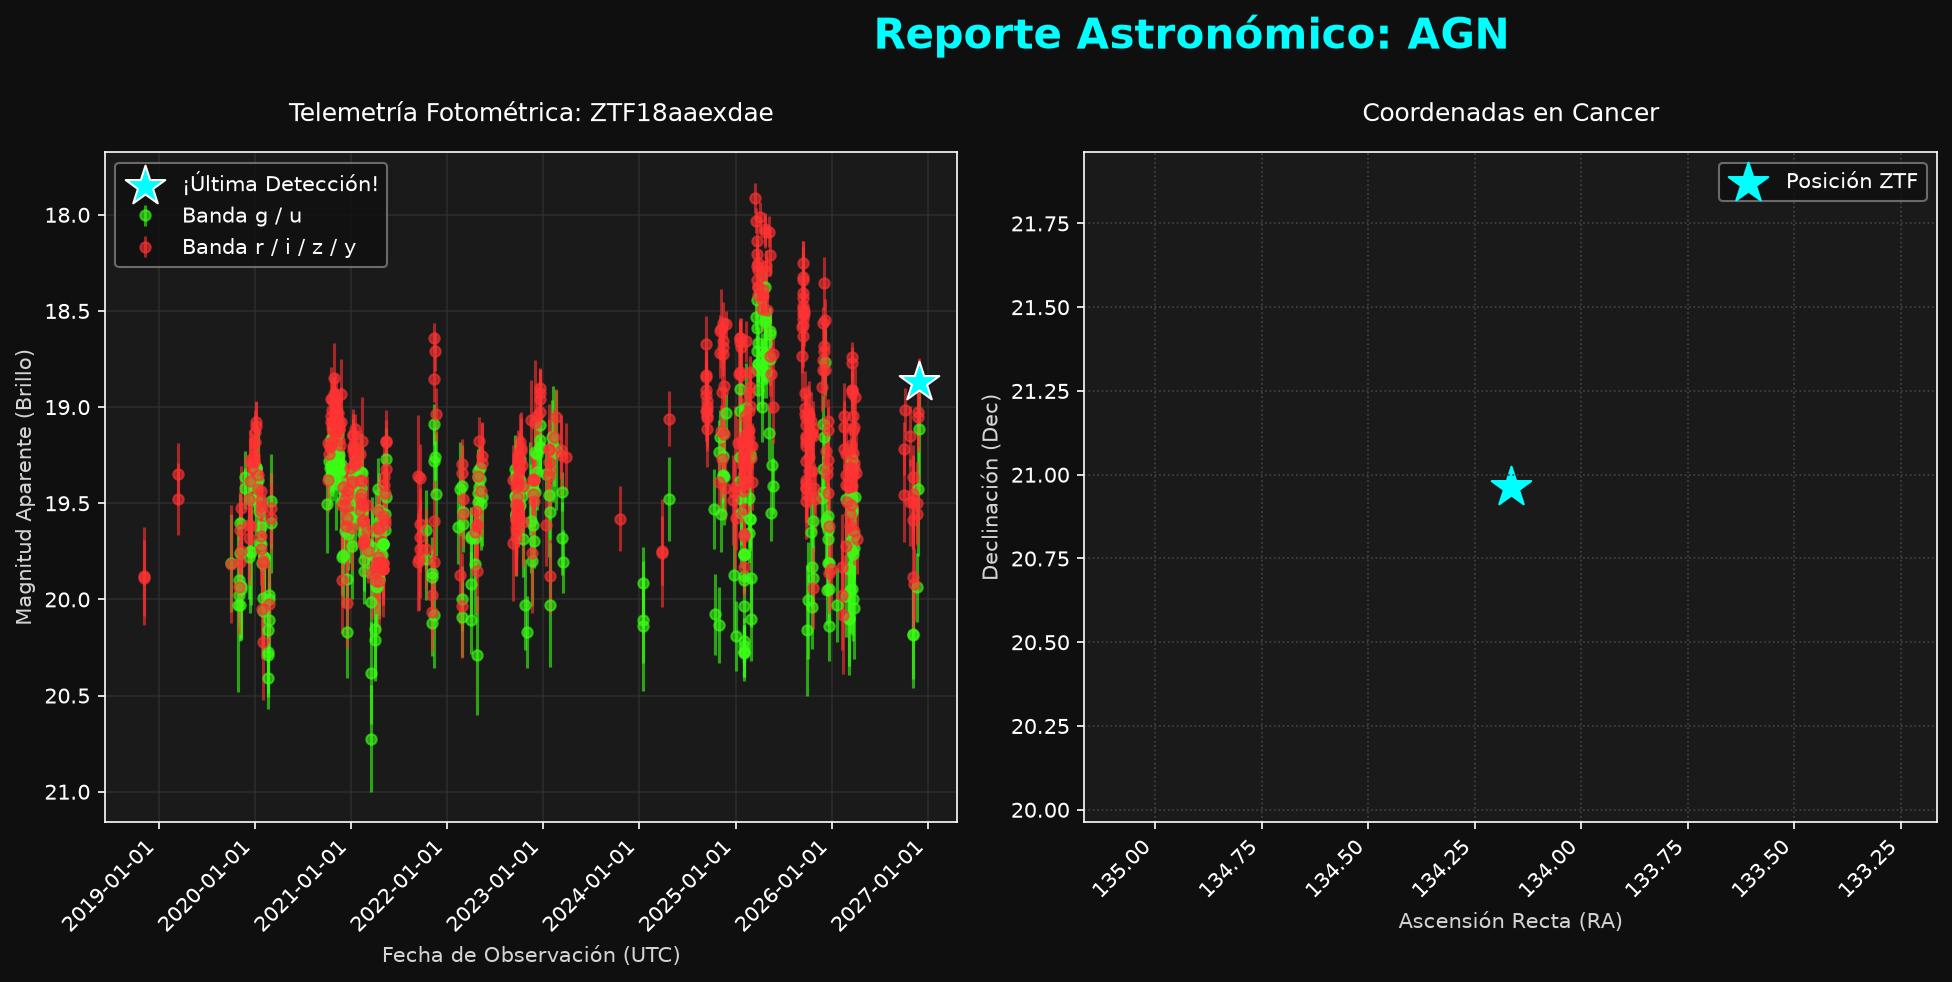 Reporte Astronómico: AGN
Telemetría Fotométrica: ZTF18aaexdae
¡Última Detección!
Banda g / u
Banda r / i / z / y
Magnitud Aparente (Brillo)
18.0
18.5
19.0
19.5
20.0
20.5
21.0
2019-01-01
2020-01-01
2021-01-01
2022-01-01
2023-01-01
2024-01-01
2025-01-01
2026-01-01
2027-01-01
Fecha de Observación (UTC)
Coordenadas en Cancer
Posición ZTF
Declinación (Dec)
21.75
21.50
21.25
21.00
20.75
20.50
20.25
20.00
135.00
134.75
134.50
134.25
134.00
133.75
133.50
133.25
Ascensión Recta (RA)